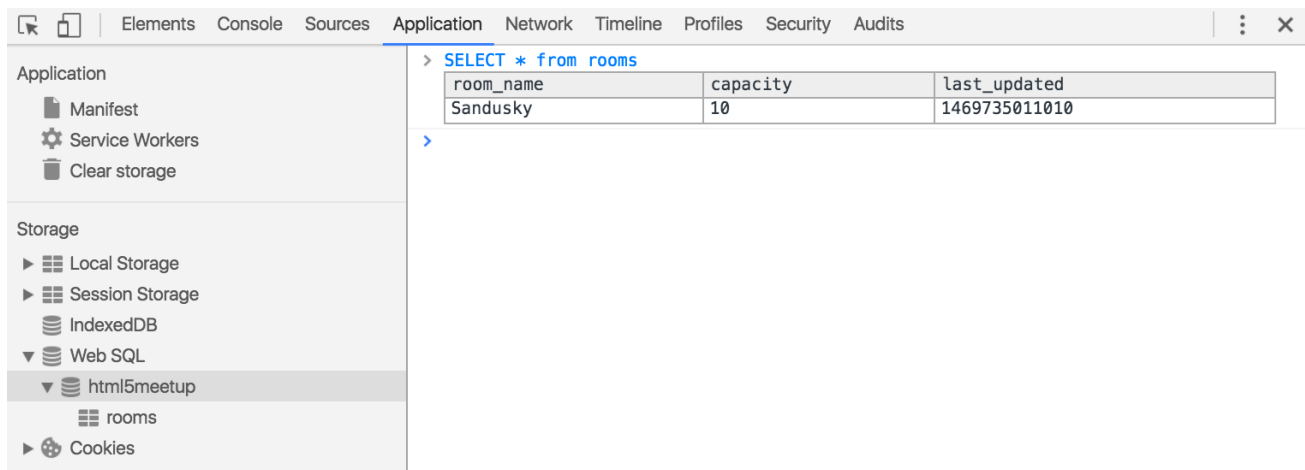 Elements Console Sources Application Network Timeline Profiles Security Audits
Application
Manifest
Service Workers
Clear storage
Storage
Local Storage
Session Storage
IndexedDB
Web SQL
html5meetup
rooms
Cookies
> SELECT * from rooms
room_name capacity last_updated
Sandusky 10 1469735011010
>